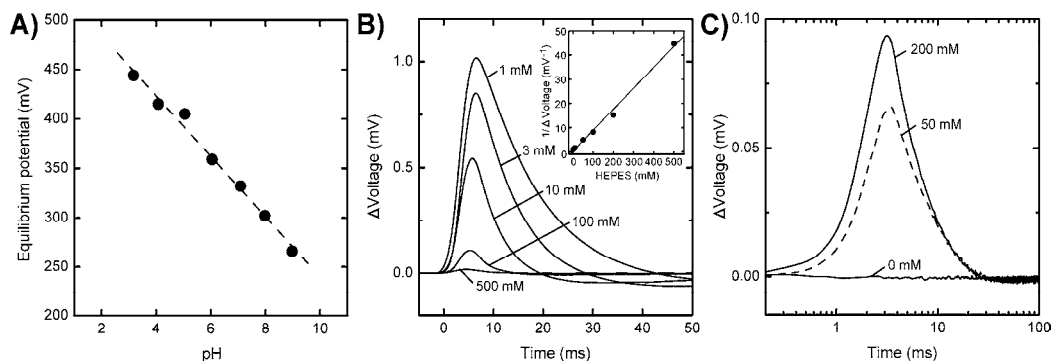 A)
Equilibrium potential (mV)
500
450
400
350
300
250
200
2
4
6
8
10
pH
B)
ΔVoltage (mV)
1.0
0.5
0.0
0
10
20
30
40
50
Time (ms)
1 mM
3 mM
10 mM
100 mM
500 mM
1/Δ Voltage (mV⁻¹)
50
40
30
20
10
0
0
100
200
300
400
500
HEPES (mM)
C)
ΔVoltage (mV)
0.10
0.05
0.00
1
10
100
Time (ms)
200 mM
50 mM
0 mM